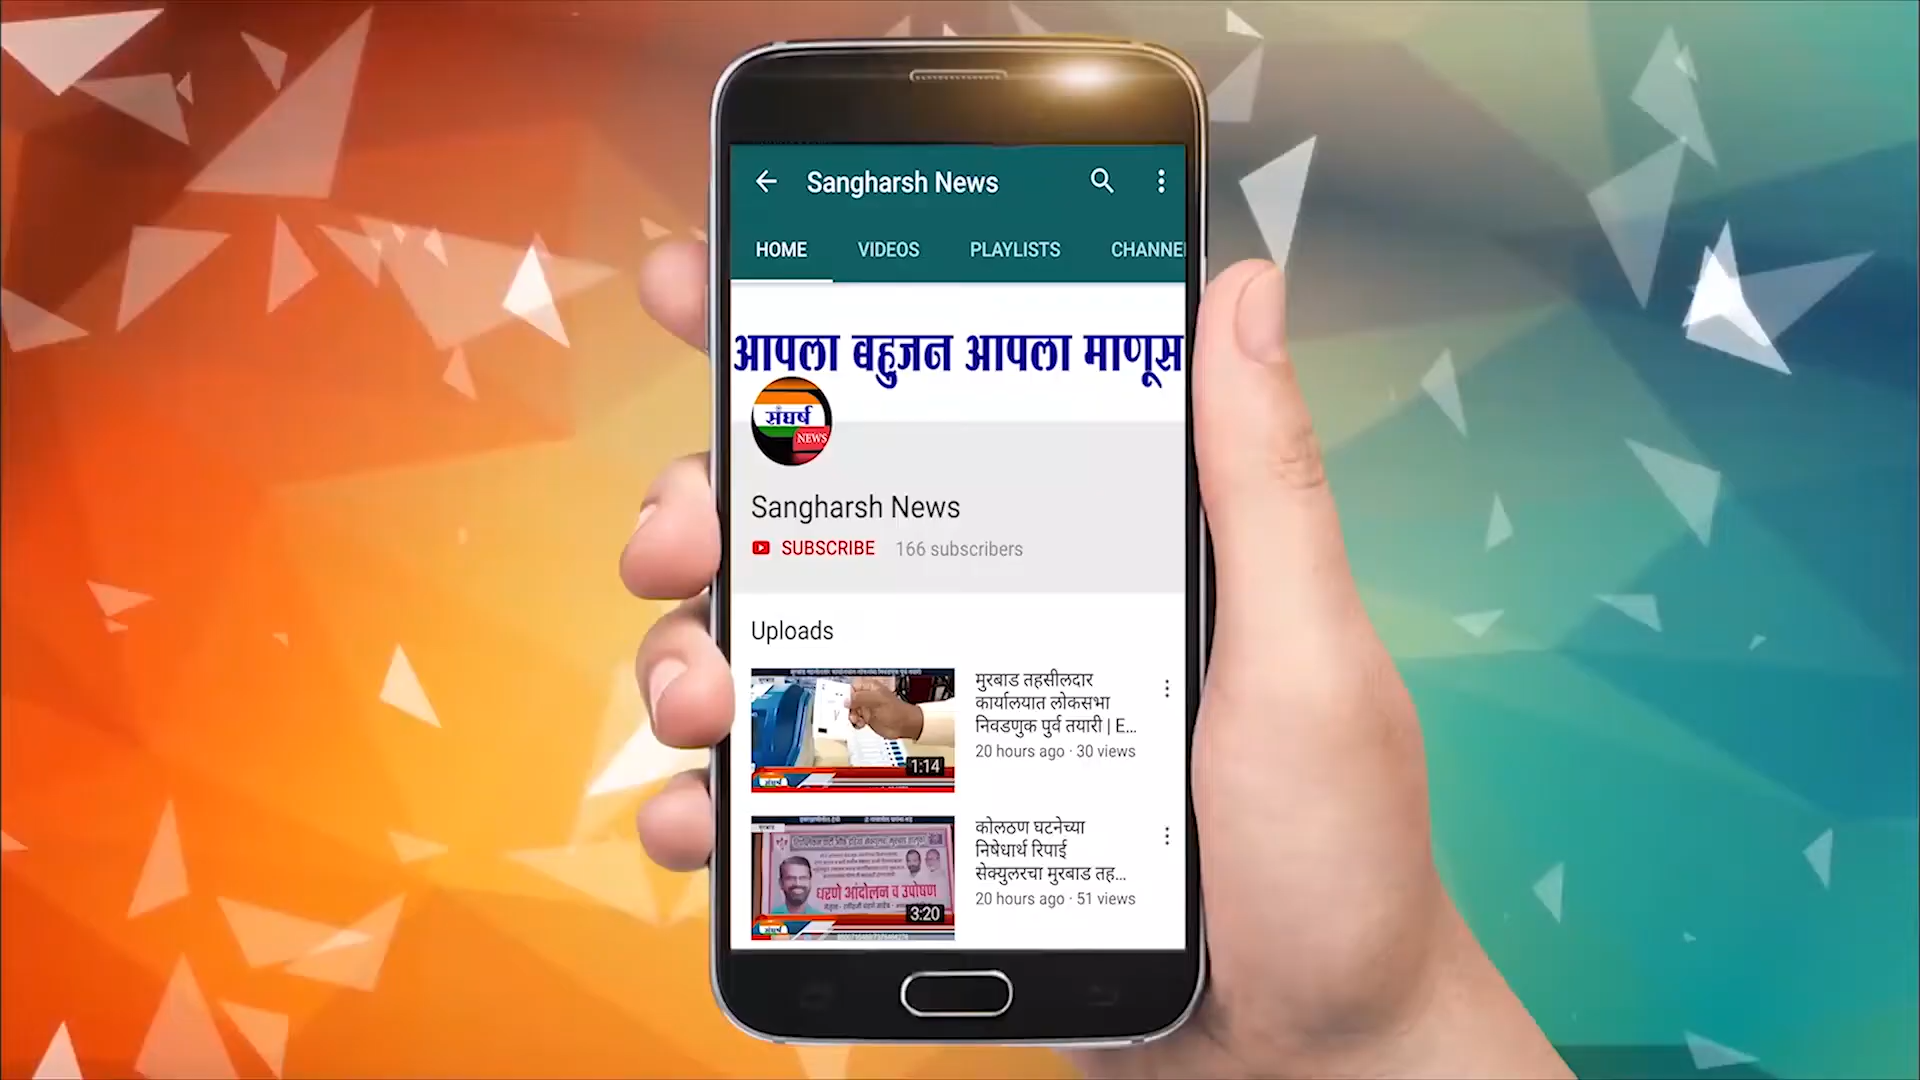 Sangharsh News
HOME VIDEOS PLAYLISTS CHANNE
आपला बहुजन आपला माणूस
संघर्ष
NEWS
Sangharsh News
SUBSCRIBE 166 subscribers
Uploads
मुरबाड तहसीलदार
कार्यालयात लोकसभा
निवडणुक पुर्व तयारी | E...
20 hours ago · 30 views
1:14
संघर्ष
कोलठण घटनेच्या
निषेधार्थ रिपाई
सेक्युलरचा मुरबाड तह...
20 hours ago · 51 views
धरणे आंदोलन व उपोषण
3:20
संघर्ष